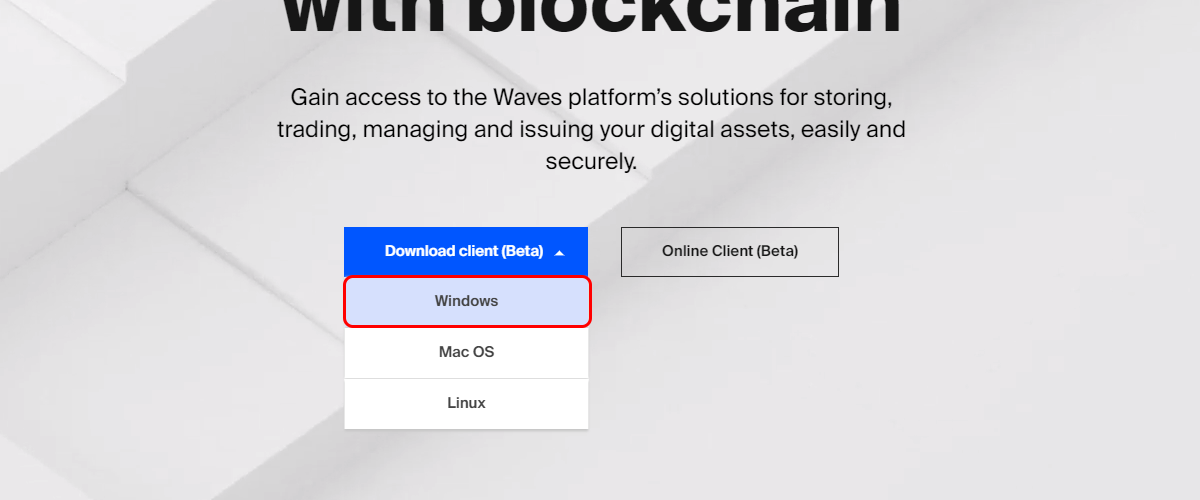 with blockchain
Gain access to the Waves platform's solutions for storing,
trading, managing and issuing your digital assets, easily and
securely.
Download client (Beta)
Online Client (Beta)
Windows
Mac OS
Linux